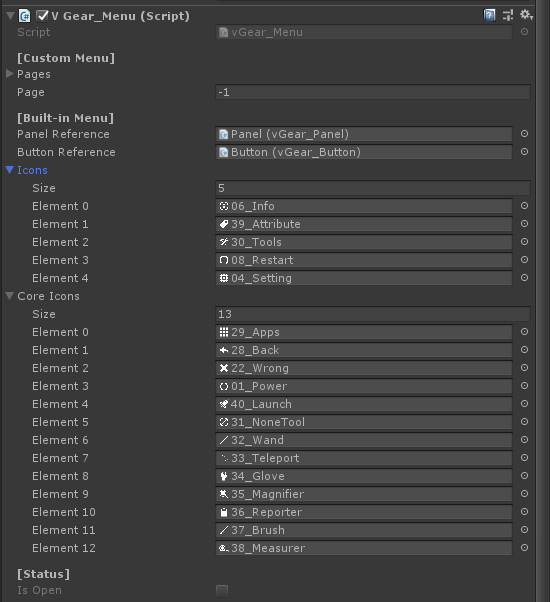 V Gear_Menu (Script)
Script vGear_Menu
[Custom Menu]
Pages
Page -1
[Built-in Menu]
Panel Reference Panel (vGear_Panel)
Button Reference Button (vGear_Button)
Icons
Size 5
Element 0 06_Info
Element 1 39_Attribute
Element 2 30_Tools
Element 3 08_Restart
Element 4 04_Setting
Core Icons
Size 13
Element 0 29_Apps
Element 1 28_Back
Element 2 22_Wrong
Element 3 01_Power
Element 4 40_Launch
Element 5 31_NoneTool
Element 6 32_Wand
Element 7 33_Teleport
Element 8 34_Glove
Element 9 35_Magnifier
Element 10 36_Reporter
Element 11 37_Brush
Element 12 38_Measurer
[Status]
Is Open